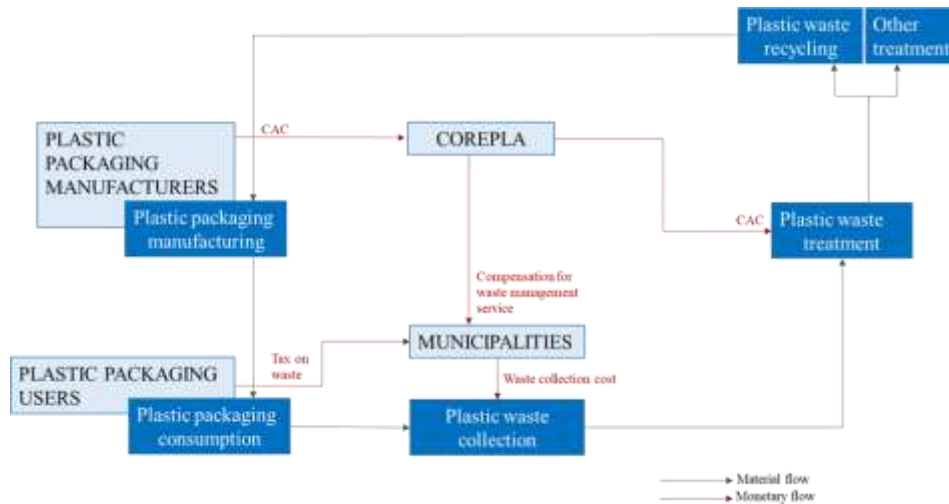 Plastic waste
recycling
Other
treatment
PLASTIC
PACKAGING
MANUFACTURERS
CAC
COREPLA
Plastic packaging
manufacturing
CAC
Plastic waste
treatment
Compensation for
waste management
service
MUNICIPALITIES
PLASTIC PACKAGING
USERS
Tax on
waste
Waste collection cost
Plastic packaging
consumption
Plastic waste
collection
Material flow
Monetary flow